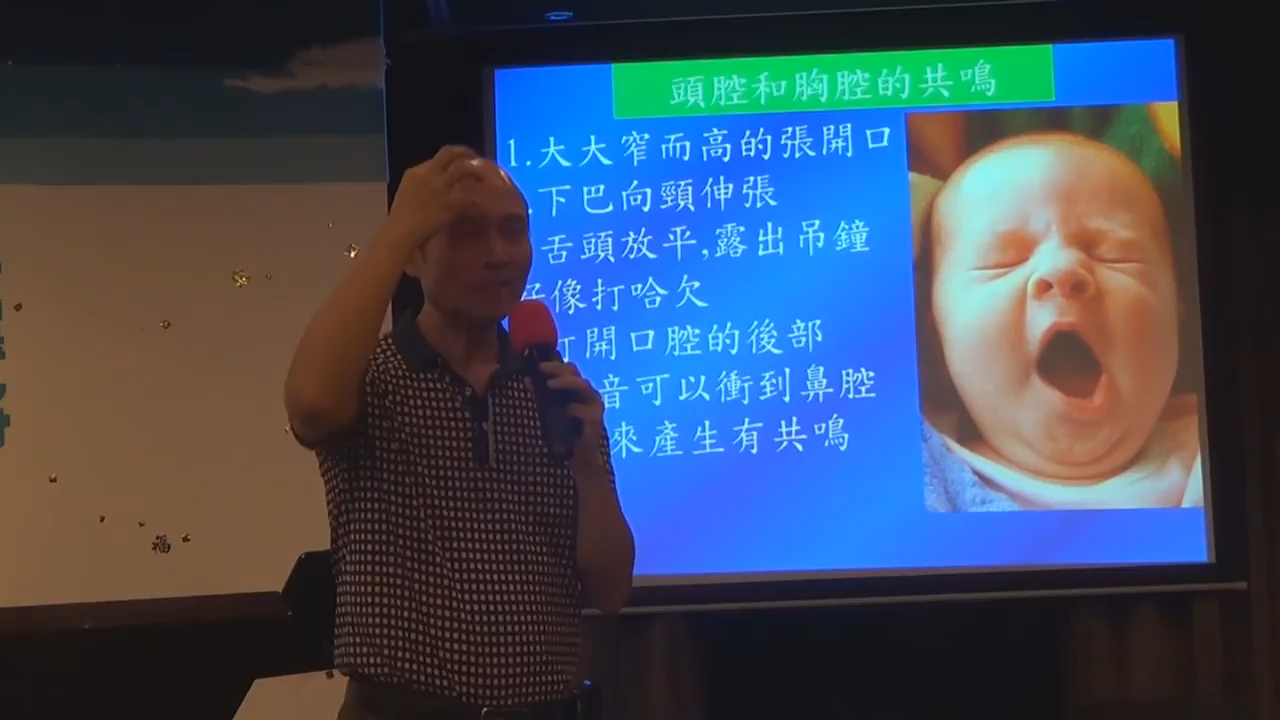 頭腔和胸腔的共鳴
1.大大窄而高的張開口
.下巴向頸伸張
舌頭放平,露出吊鐘
好像打哈欠
打開口腔的後部
音可以衝到鼻腔
來產生有共鳴
福